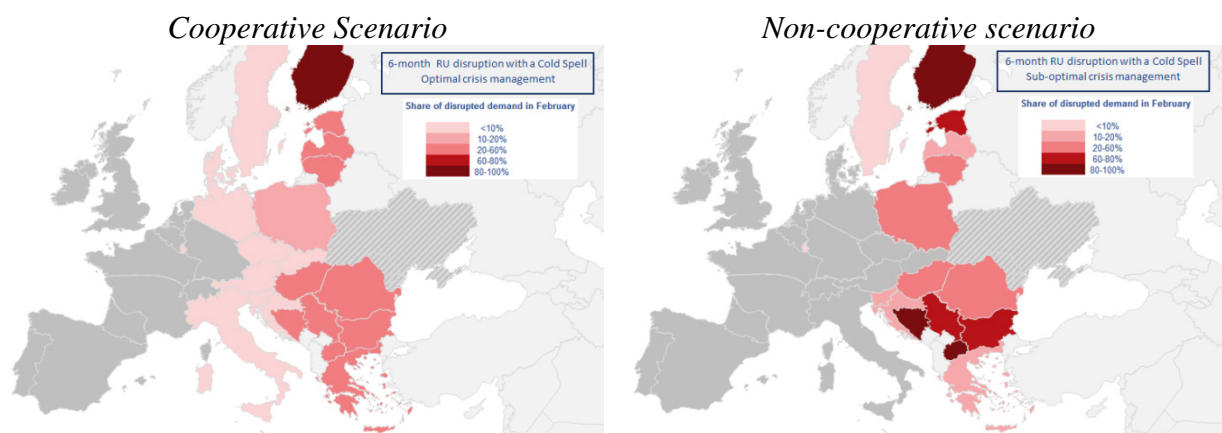 Cooperative Scenario
6-month RU disruption with a Cold Spell
Optimal crisis management
Share of disrupted demand in February
<10%
10-20%
20-60%
60-80%
80-100%
Non-cooperative scenario
6-month RU disruption with a Cold Spell
Sub-optimal crisis management
Share of disrupted demand in February
<10%
10-20%
20-60%
60-80%
80-100%